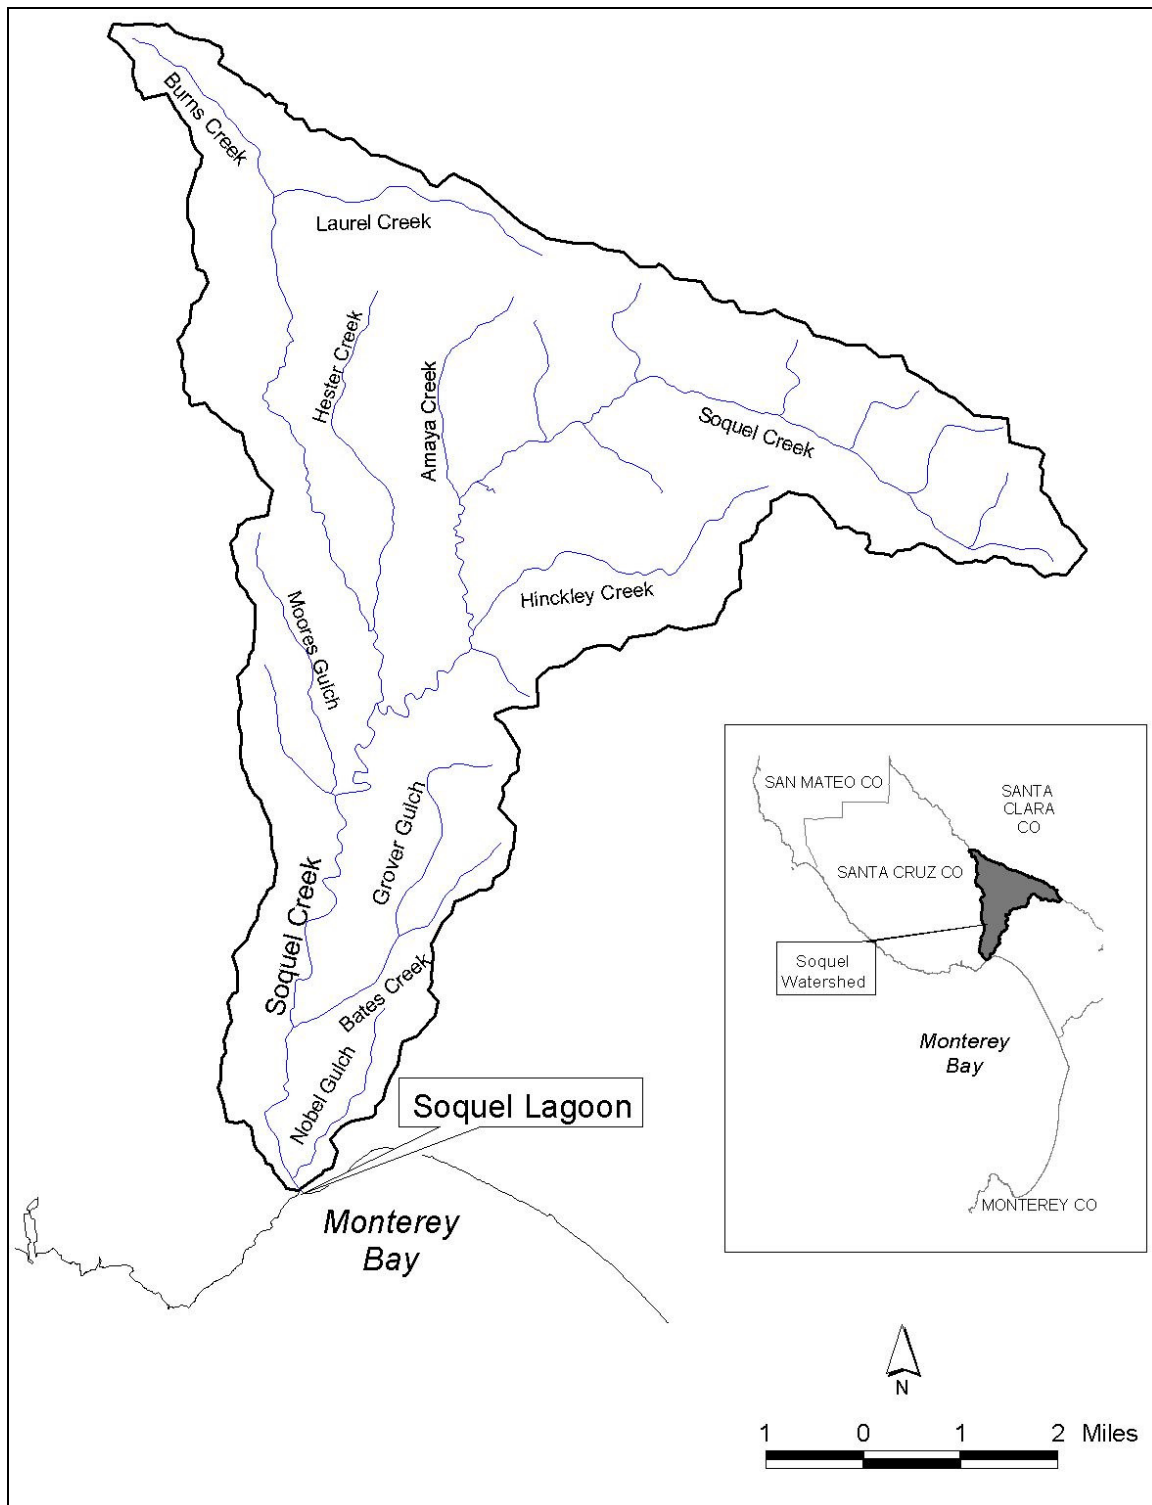 Burns Creek
Laurel Creek
Hester Creek
Amaya Creek
Soquel Creek
Hinckley Creek
Moores Gulch
Grover Gulch
Soquel Creek
Bates Creek
Nobel Gulch
Soquel Lagoon
Monterey
Bay
SAN MATEO CO
SANTA
CLARA
CO
SANTA CRUZ CO
Soquel
Watershed
Monterey
Bay
MONTEREY CO
N
1 0 1 2 Miles